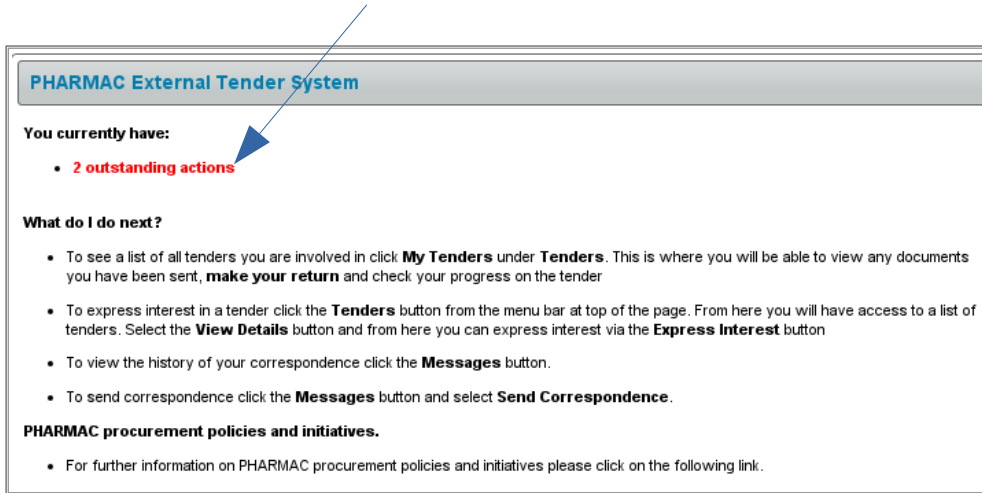 PHARMAC External Tender System
You currently have:
• 2 outstanding actions
What do I do next?
• To see a list of all tenders you are involved in click My Tenders under Tenders. This is where you will be able to view any documents
you have been sent, make your return and check your progress on the tender
• To express interest in a tender click the Tenders button from the menu bar at top of the page. From here you will have access to a list of
tenders. Select the View Details button and from here you can express interest via the Express Interest button
• To view the history of your correspondence click the Messages button.
• To send correspondence click the Messages button and select Send Correspondence.
PHARMAC procurement policies and initiatives.
• For further information on PHARMAC procurement policies and initiatives please click on the following link.